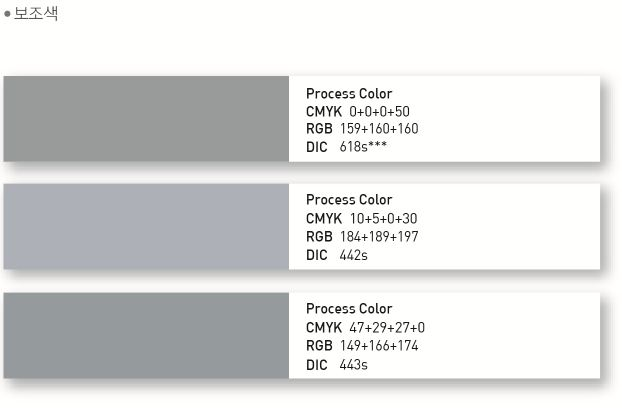 • 보조색
Process Color
CMYK 0+0+0+50
RGB 159+160+160
DIC 618s***
Process Color
CMYK 10+5+0+30
RGB 184+189+197
DIC 442s
Process Color
CMYK 47+29+27+0
RGB 149+166+174
DIC 443s